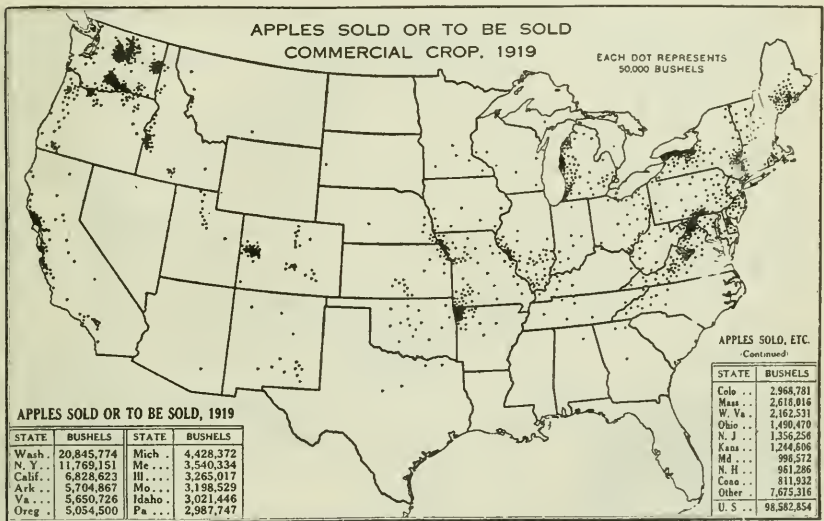 APPLES SOLD OR TO BE SOLD
COMMERCIAL CROP, 1919
EACH DOT REPRESENTS
50,000 BUSHELS
APPLES SOLD OR TO BE SOLD, 1919
STATE BUSHELS STATE BUSHELS
Wash . 20,845,774 Mich . . 4,428,372
N. Y . . 11,769,151 Me . . . . 3,540,334
Calif. . 6,828,623 Ill . . . . 3,265,017
Ark . . 5,704,867 Mo. . . . 3,198,529
Va . . . 5,650,726 Idaho . 3,021,446
Oreg . 5,054,500 Pa . . . 2,987,747
APPLES SOLD, ETC.
(Continued)
STATE BUSHELS
Colo . . 2,968,781
Mass . . 2,618,016
W. Va . . 2,162,531
Ohio . . 1,490,470
N. J . . 1,356,256
Kans . . 1,244,606
Md . . . 998,572
N. H . . 961,286
Conn . . 811,932
Other . 7,675,316
U. S . . 98,582,854